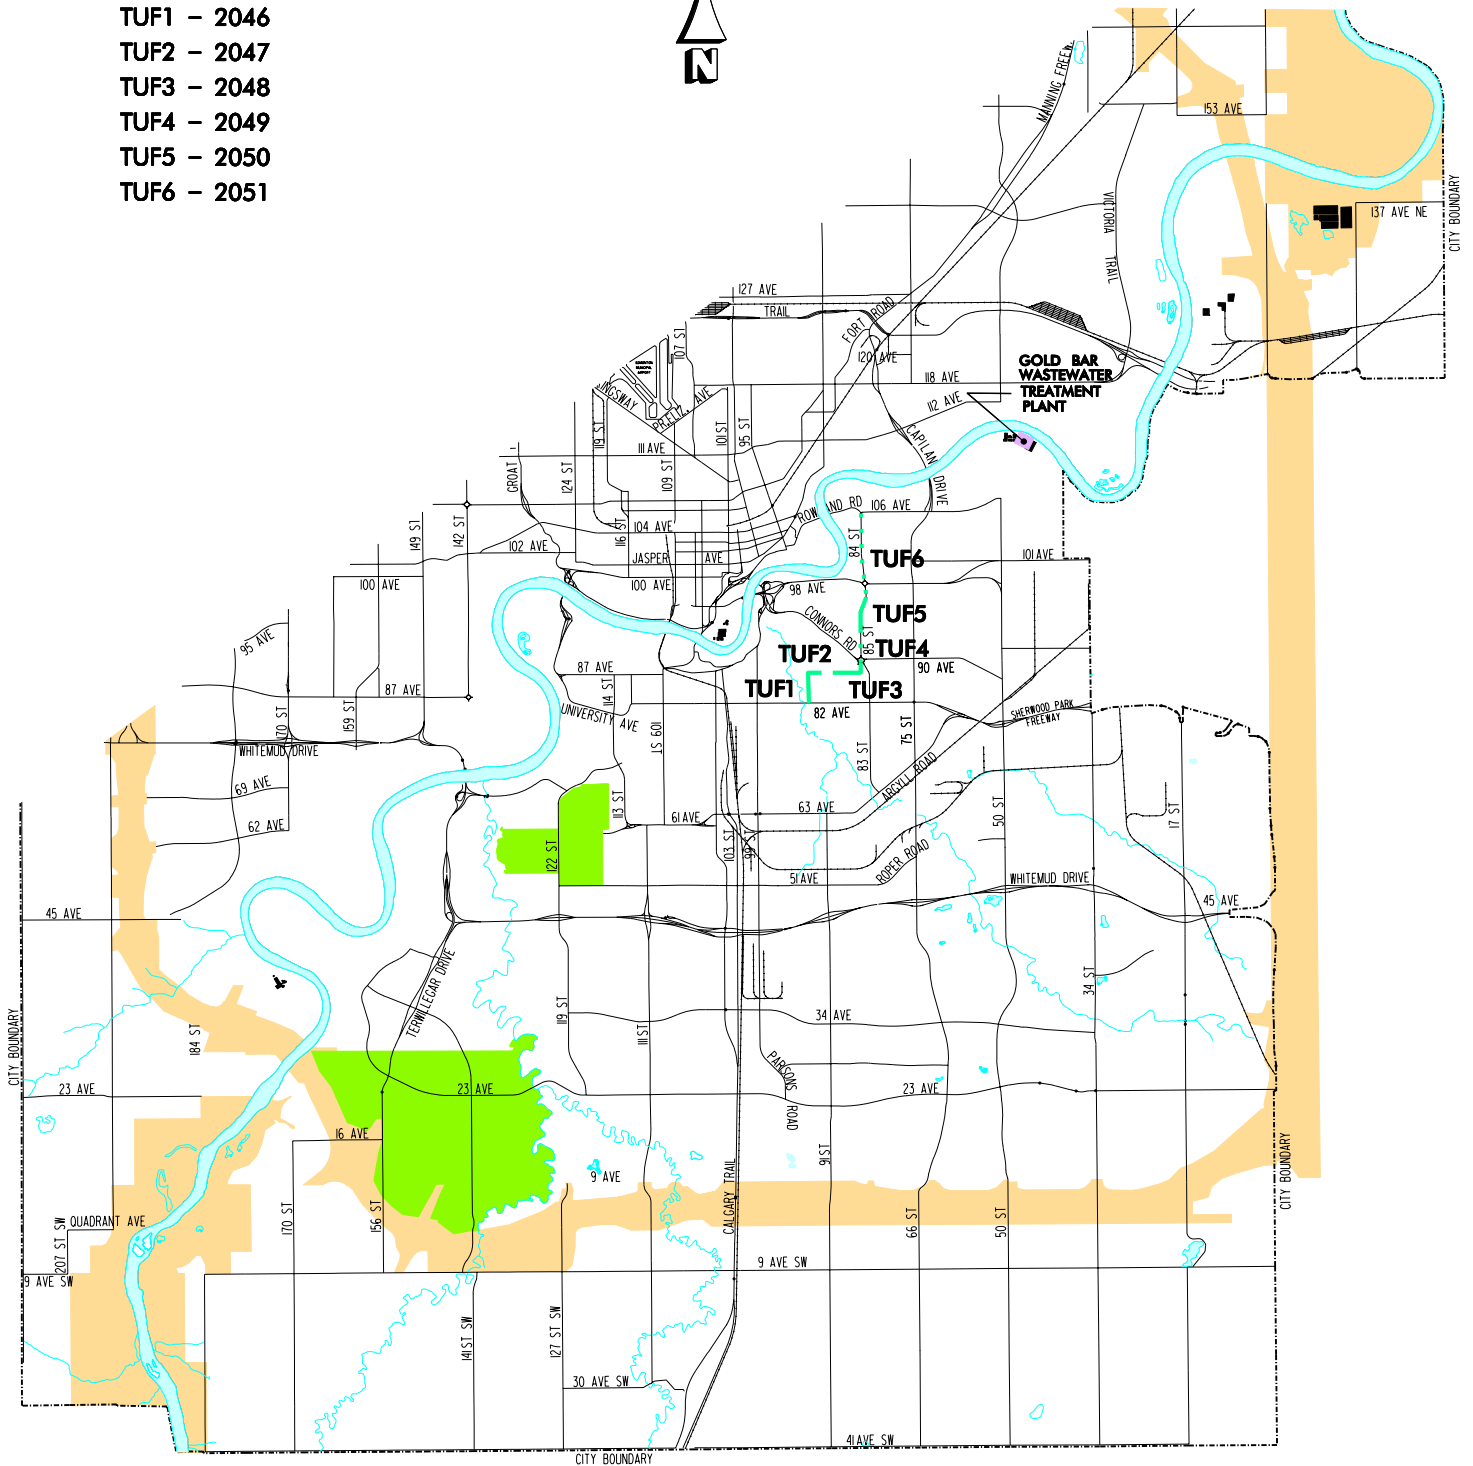 TUF1 - 2046
TUF2 - 2047
TUF3 - 2048
TUF4 - 2049
TUF5 - 2050
TUF6 - 2051
N
MANNING FREEW
153 AVE
VICTORIA TRAIL
137 AVE NE
CITY BOUNDARY
127 AVE
TRAIL
FORT ROAD
107 ST
120 AVE
EDMONTON
MUNICIPAL
AIRPORT
GOLD BAR
WASTEWATER
TREATMENT
PLANT
118 AVE
INGSWAY
PR.ELIZ. AVE
112 AVE
119 ST
101 ST
95 ST
CAPILANO DRIVE
111 AVE
GROAT
124 ST
109 ST
149 ST
142 ST
116 ST
104 AVE
ROWLAND RD
106 AVE
84 ST
102 AVE
JASPER AVE
TUF6
101 AVE
100 AVE
100 AVE
98 AVE
CONNORS RD
TUF5
95 AVE
85 ST
TUF2
TUF4
87 AVE
90 AVE
87 AVE
114 ST
TUF1
TUF3
170 ST
159 ST
UNIVERSITY AVE
109 ST
82 AVE
SHERWOOD PARK
FREEWAY
75 ST
WHITEMUD DRIVE
83 ST
ARGYLL ROAD
69 AVE
113 ST
63 AVE
50 ST
17 ST
62 AVE
61 AVE
122 ST
103 ST
99 ST
ROPER ROAD
51 AVE
WHITEMUD DRIVE
45 AVE
45 AVE
TERWILLEGAR DRIVE
34 ST
119 ST
34 AVE
CITY BOUNDARY
184 ST
111 ST
PARSONS ROAD
23 AVE
23 AVE
23 AVE
16 AVE
91 ST
CITY BOUNDARY
9 AVE
CALGARY TRAIL
QUADRANT AVE
207 ST SW
170 ST
156 ST
66 ST
50 ST
9 AVE SW
9 AVE SW
141 ST SW
127 ST SW
30 AVE SW
41 AVE SW
CITY BOUNDARY